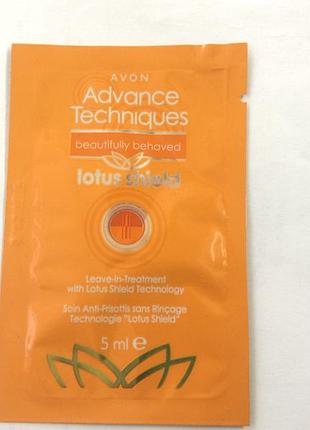 AVON
Advance
Techniques
beautifully behaved
lotus shield
Leave-in-Treatment
with Lotus Shield Technology
Soin Anti-Frisottis sans Rinçage
Technologie "Lotus Shield"
5 ml e